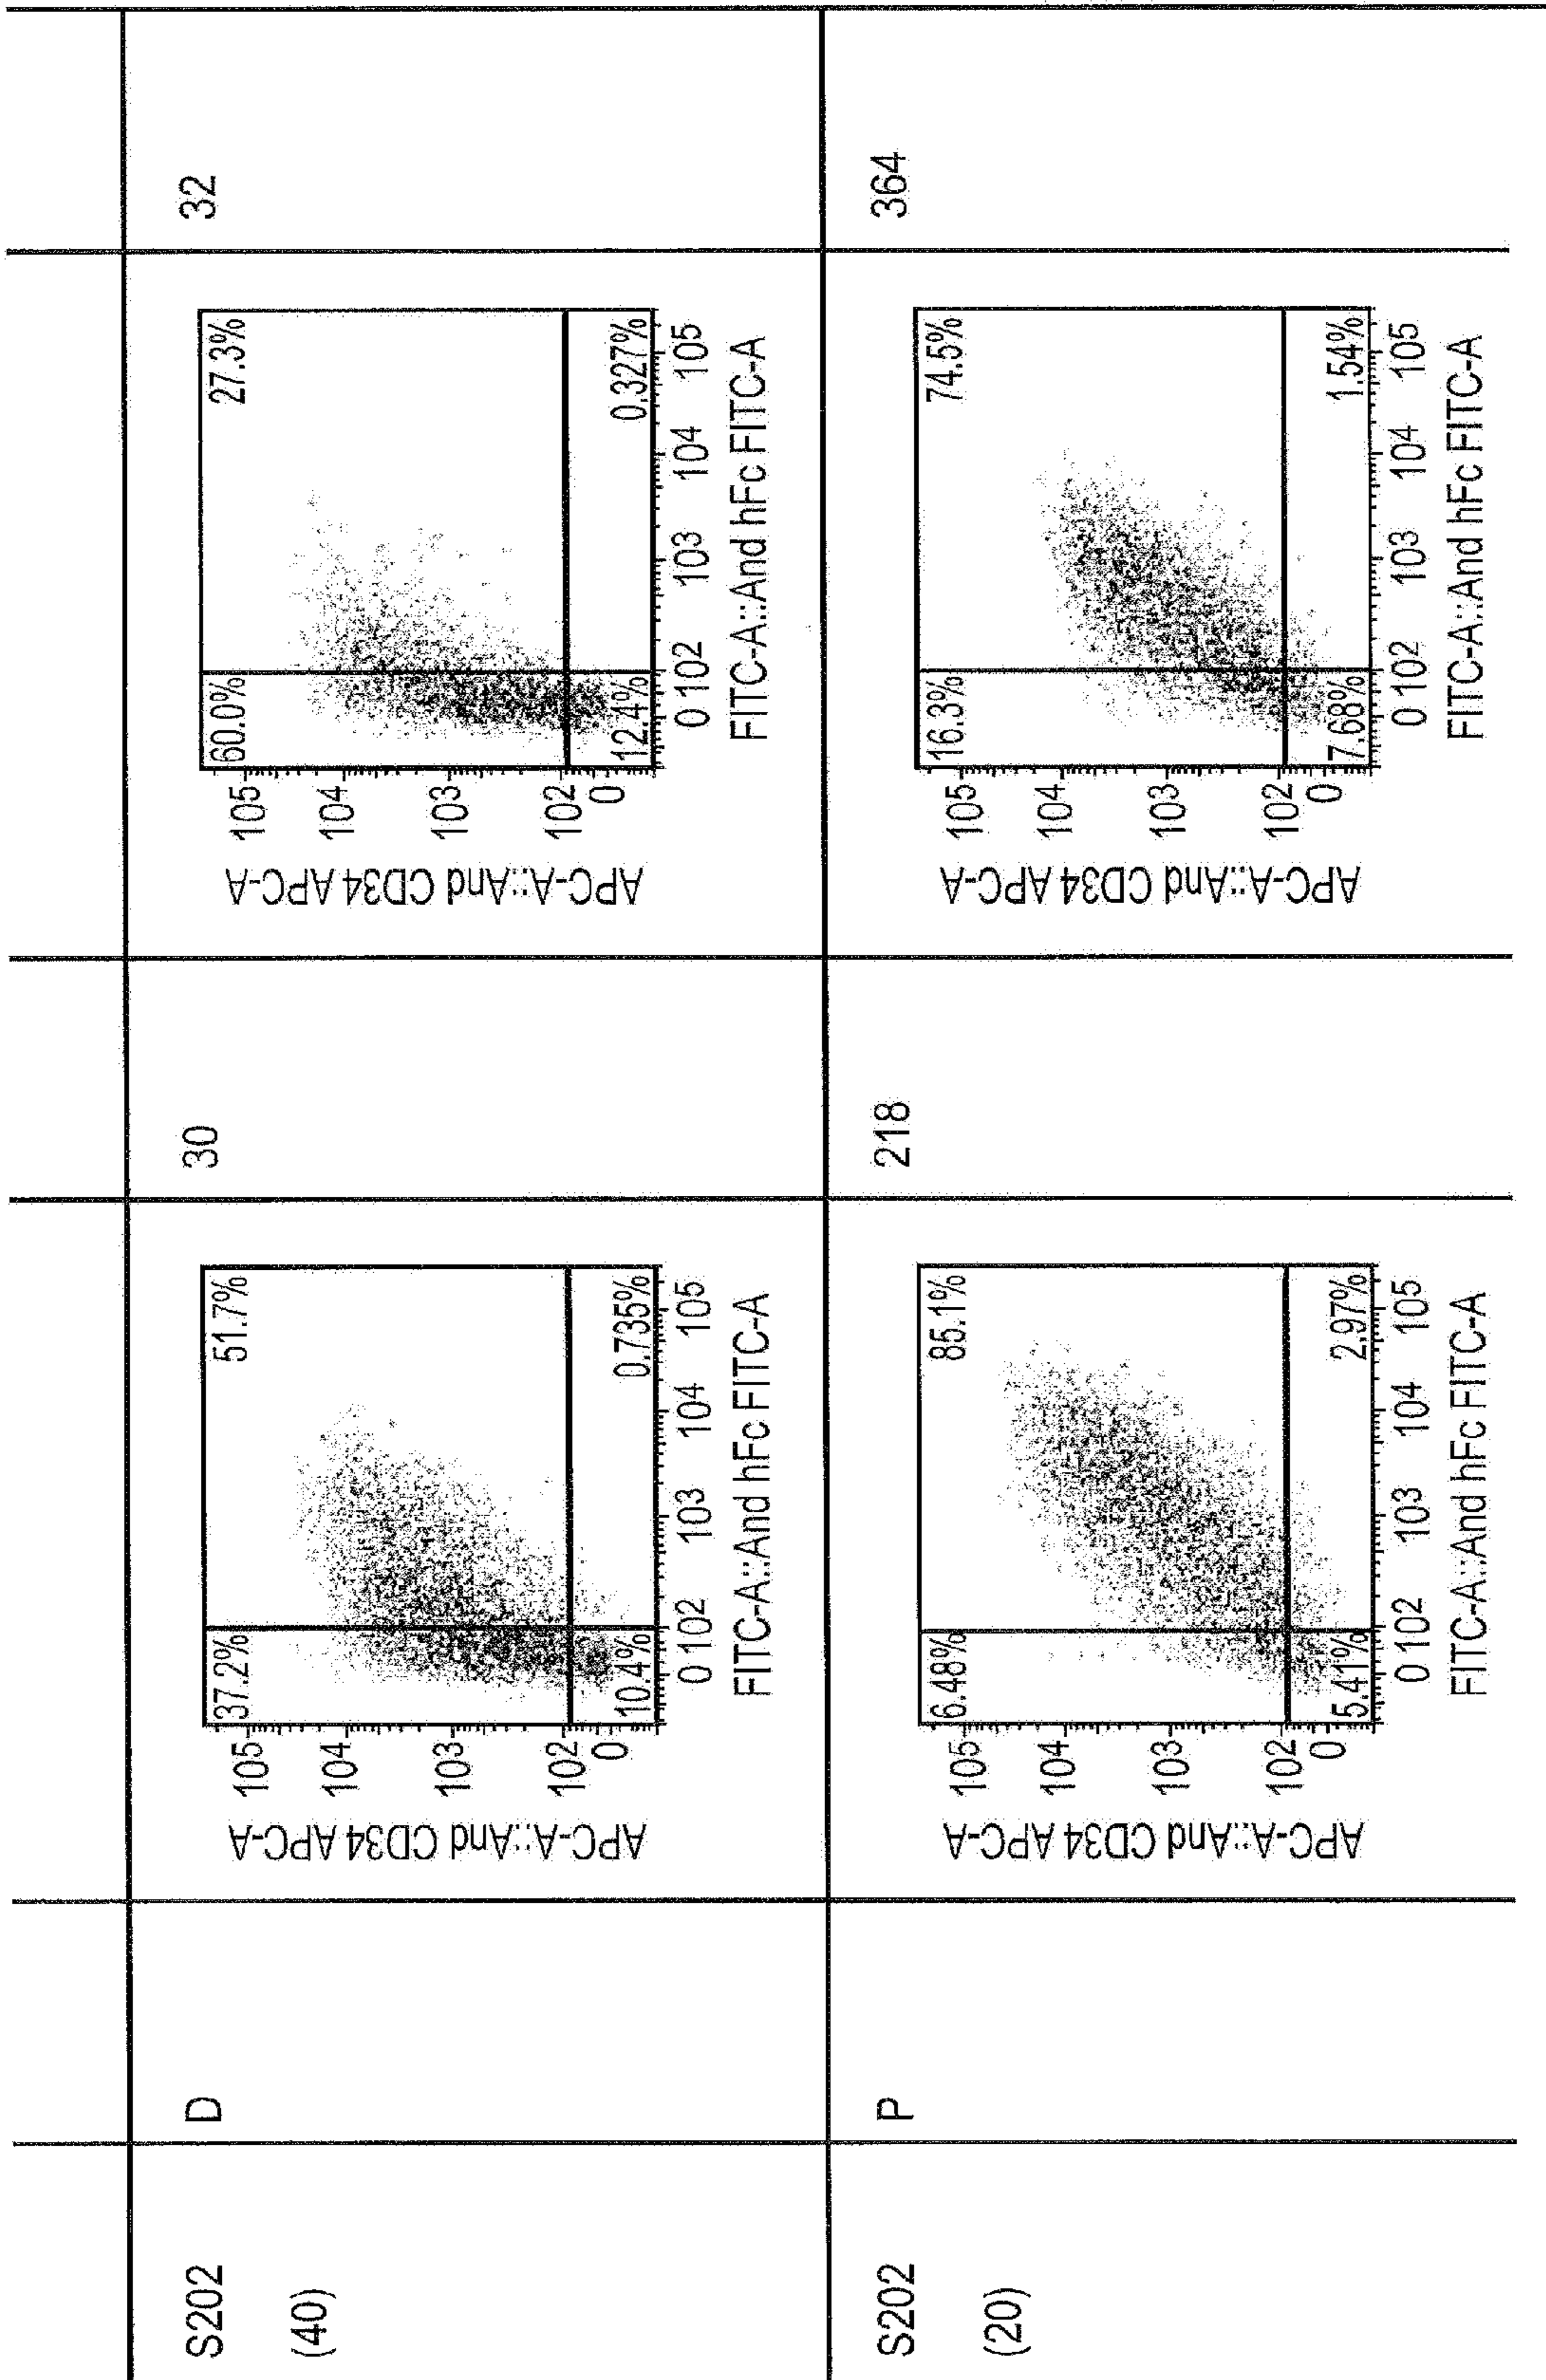 S202
(40)
D
37.2%
51.7%
10.4%
0.735%
105
104
103
102
0
APC-A::And CD34 APC-A
0 102 103 104 105
FITC-A::And hFc FITC-A
30
60.0%
27.3%
12.4%
0.327%
105
104
103
102
0
APC-A::And CD34 APC-A
0 102 103 104 105
FITC-A::And hFc FITC-A
32
S202
(20)
P
6.48%
85.1%
5.41%
2.97%
105
104
103
102
0
APC-A::And CD34 APC-A
0 102 103 104 105
FITC-A::And hFc FITC-A
218
16.3%
74.5%
7.68%
1.54%
105
104
103
102
0
APC-A::And CD34 APC-A
0 102 103 104 105
FITC-A::And hFc FITC-A
364